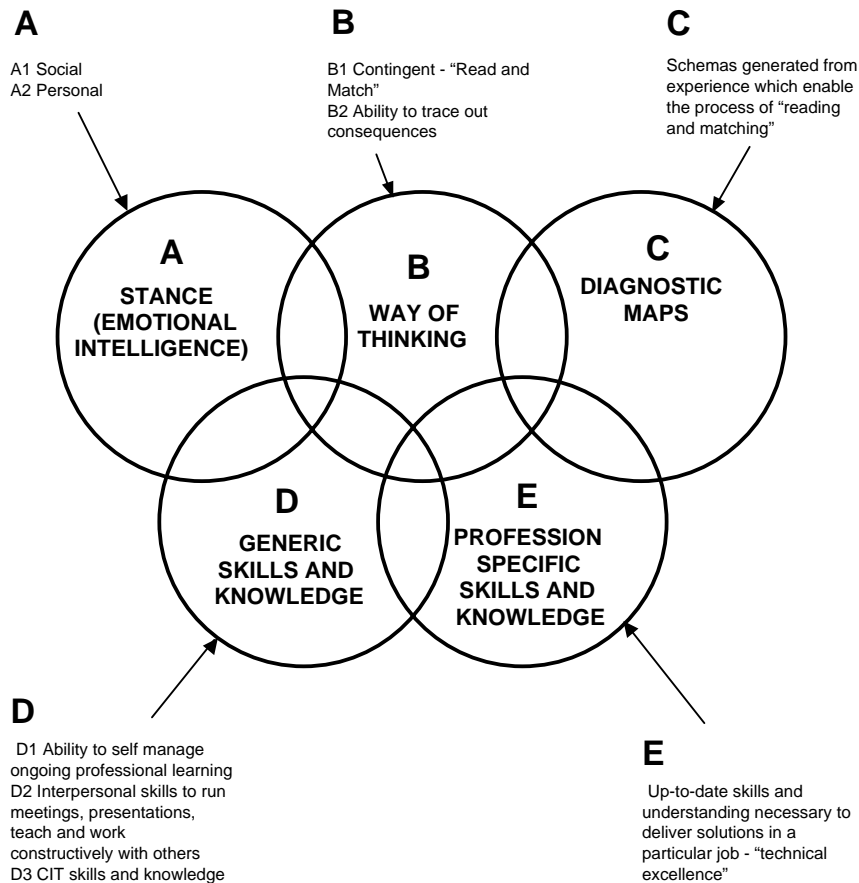 A
A1 Social
A2 Personal
B
B1 Contingent - “Read and
Match”
B2 Ability to trace out
consequences
C
Schemas generated from
experience which enable
the process of “reading
and matching”
A
STANCE
(EMOTIONAL
INTELLIGENCE)
B
WAY OF
THINKING
C
DIAGNOSTIC
MAPS
D
GENERIC
SKILLS AND
KNOWLEDGE
E
PROFESSION
SPECIFIC
SKILLS AND
KNOWLEDGE
D
D1 Ability to self manage
ongoing professional learning
D2 Interpersonal skills to run
meetings, presentations,
teach and work
constructively with others
D3 CIT skills and knowledge
E
Up-to-date skills and
understanding necessary to
deliver solutions in a
particular job - “technical
excellence”